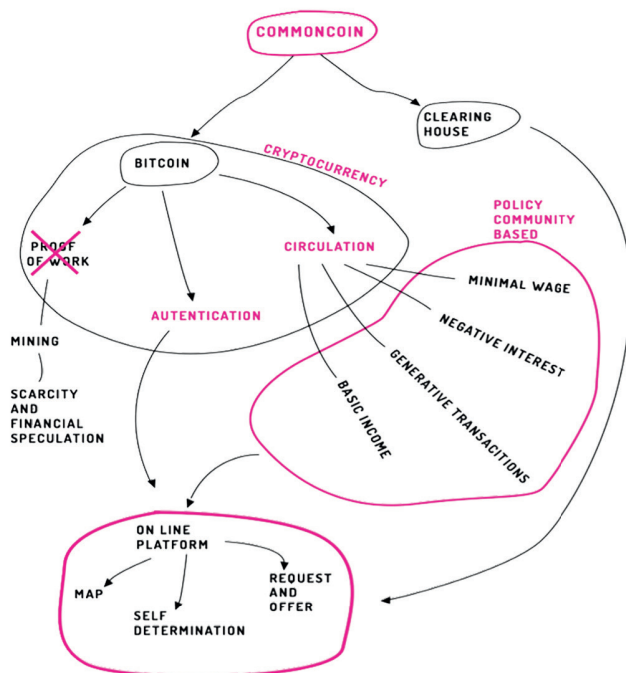 COMMONCOIN
CLEARING
HOUSE
BITCOIN
CRYPTOCURRENCY
POLICY
COMMUNITY
BASED
PROOF
OF WORK
CIRCULATION
AUTENTICATION
MINIMAL WAGE
NEGATIVE INTEREST
GENERATIVE TRANSACITIONS
BASIC INCOME
MINING
SCARCITY
AND
FINANCIAL
SPECULATION
ON LINE
PLATFORM
MAP
SELF
DETERMINATION
REQUEST
AND
OFFER